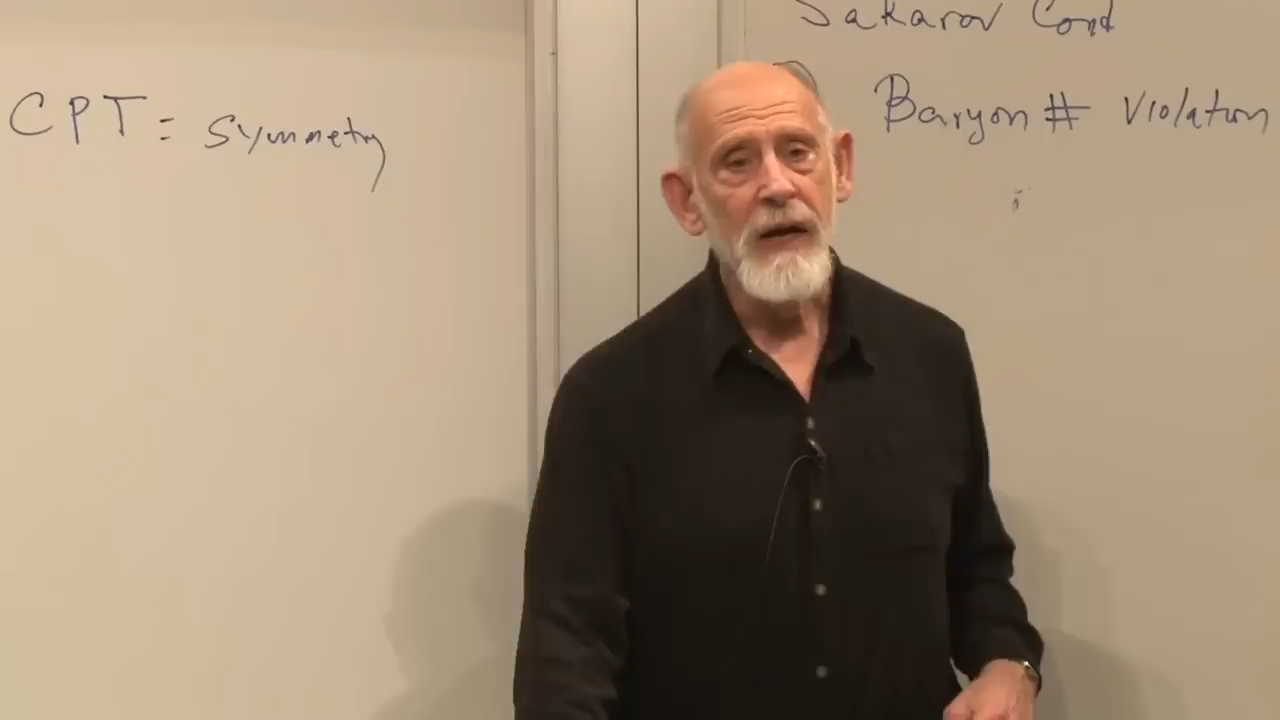 CPT = Symmetry
Sakarov Cond
Baryon # Violation